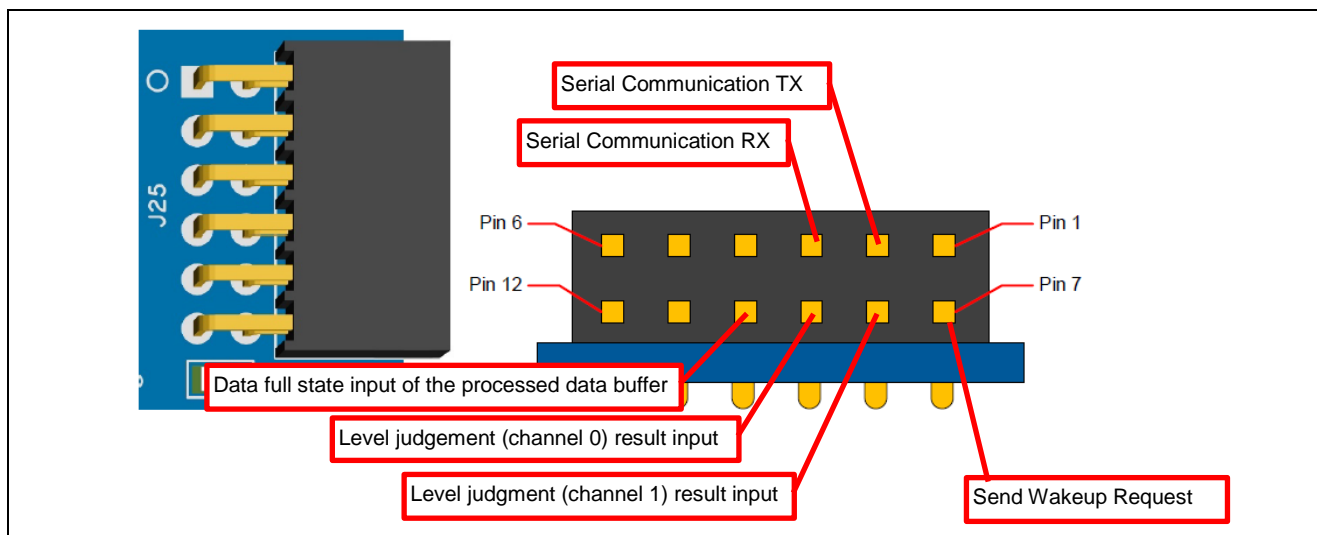 Serial Communication TX
Serial Communication RX
J25
Pin 6
Pin 1
Pin 12
Pin 7
Data full state input of the processed data buffer
Level judgement (channel 0) result input
Level judgment (channel 1) result input
Send Wakeup Request